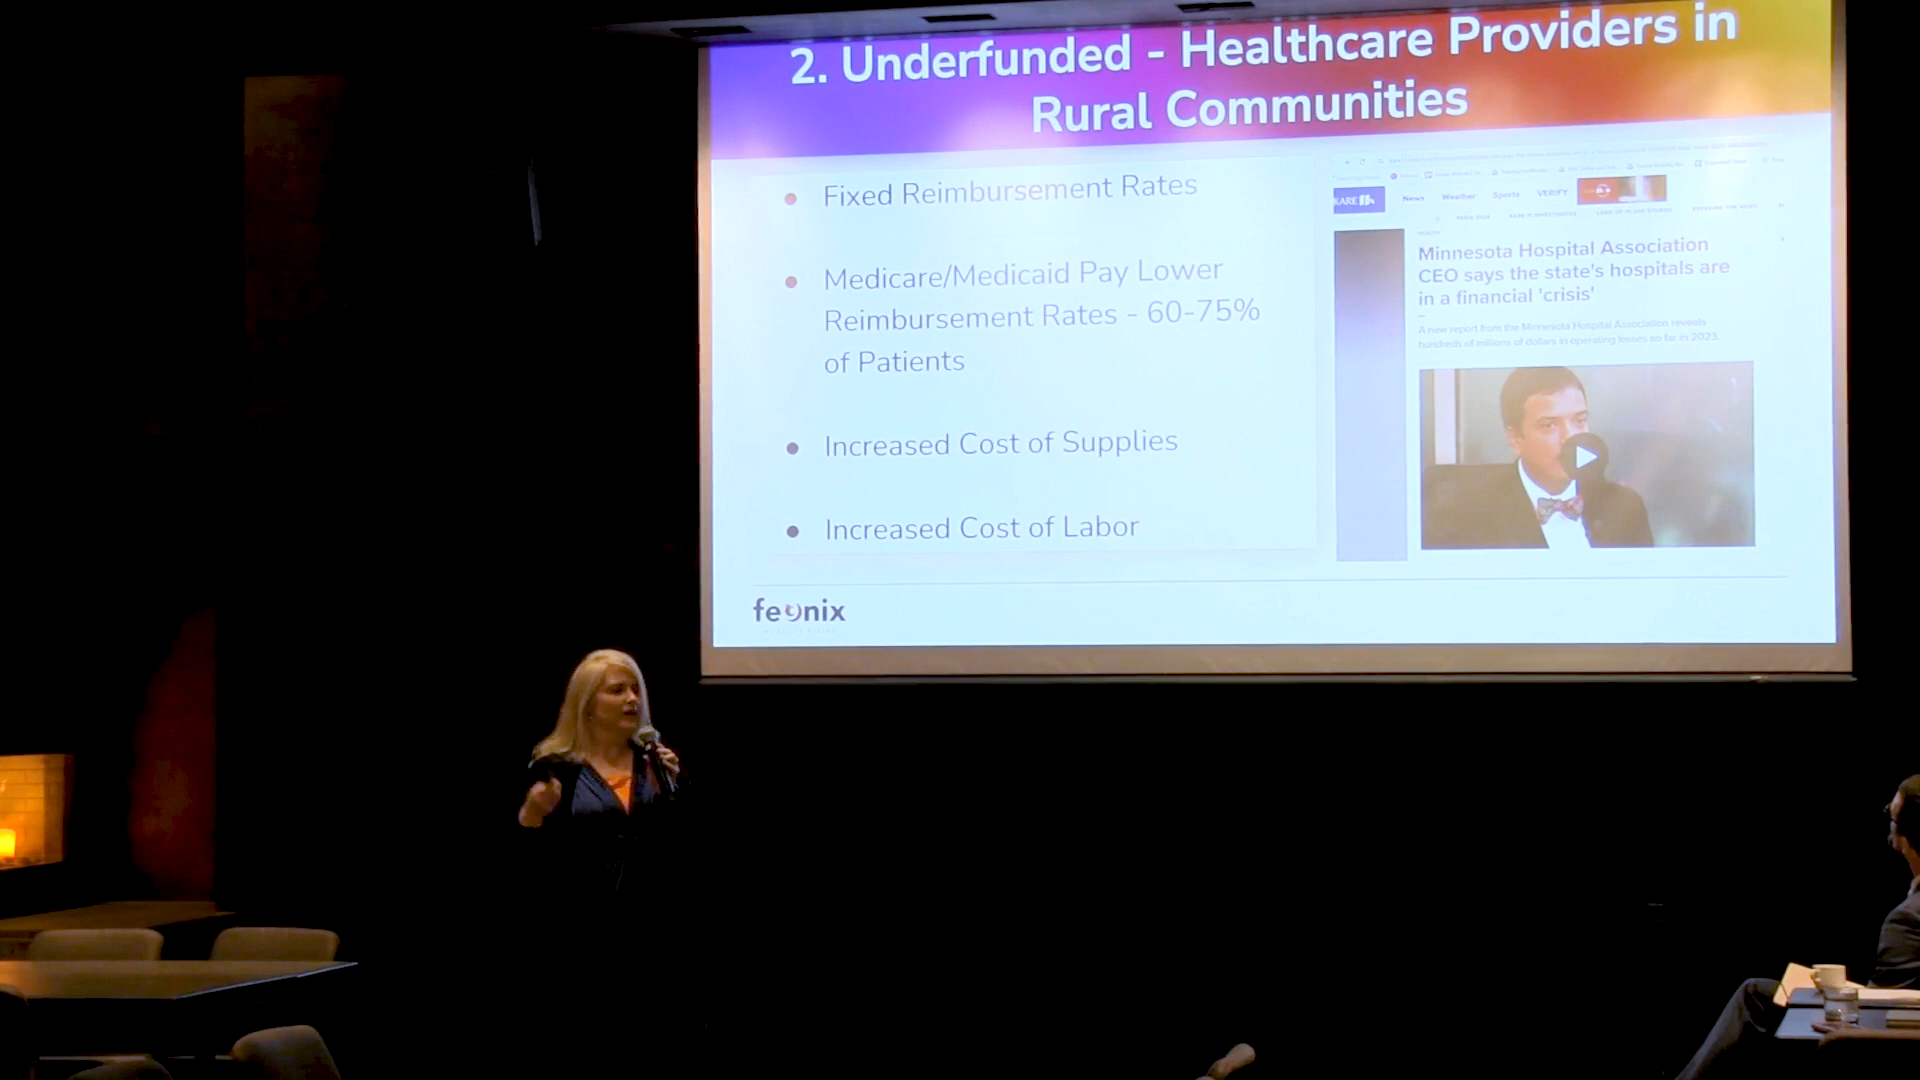 2. Underfunded - Healthcare Providers in
Rural Communities
Fixed Reimbursement Rates
Medicare/Medicaid Pay Lower
Reimbursement Rates - 60-75%
of Patients
Increased Cost of Supplies
Increased Cost of Labor
KARE 11
News Weather Sports VERIFY
Minnesota Hospital Association
CEO says the state's hospitals are
in a financial 'crisis'
A new report from the Minnesota Hospital Association reveals
hundreds of millions of dollars in operating losses so far in 2023.
feonix